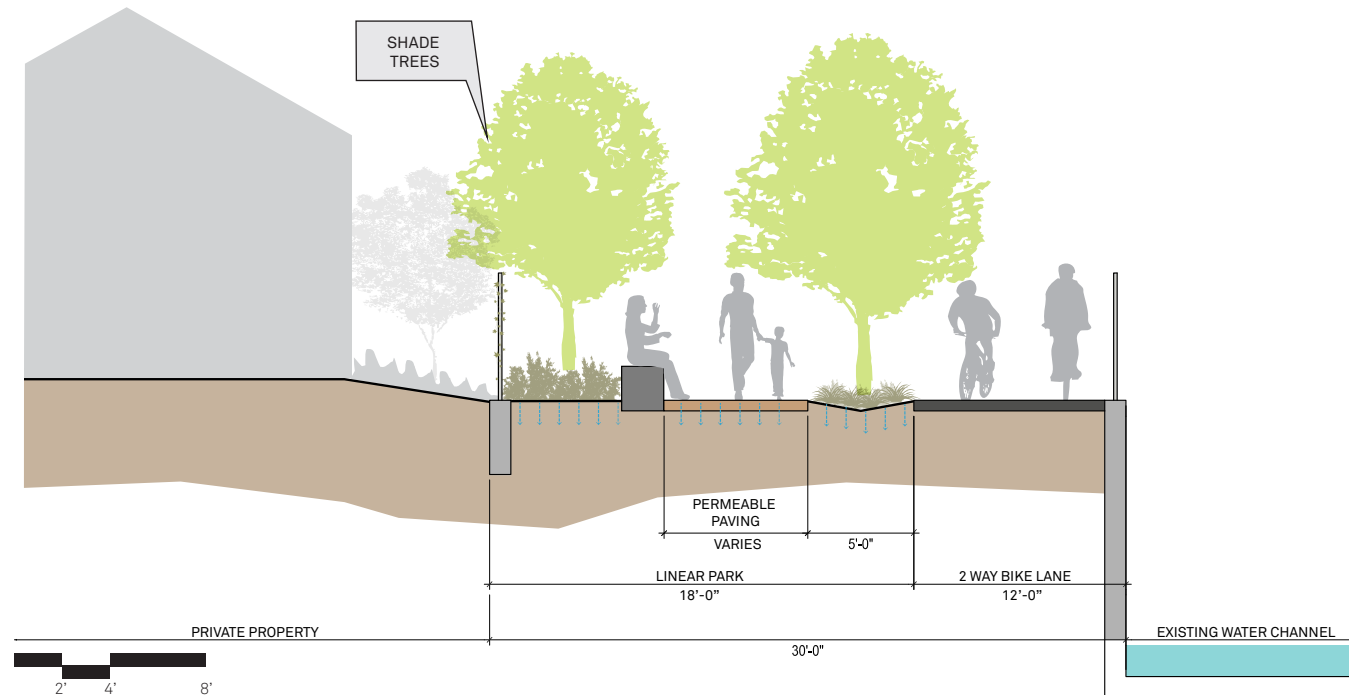 SHADE
TREES
PERMEABLE
PAVING
VARIES
5'-0"
LINEAR PARK
18'-0”
2 WAY BIKE LANE
12'-0”
PRIVATE PROPERTY
30'-0"
EXISTING WATER CHANNEL
2' 4' 8'